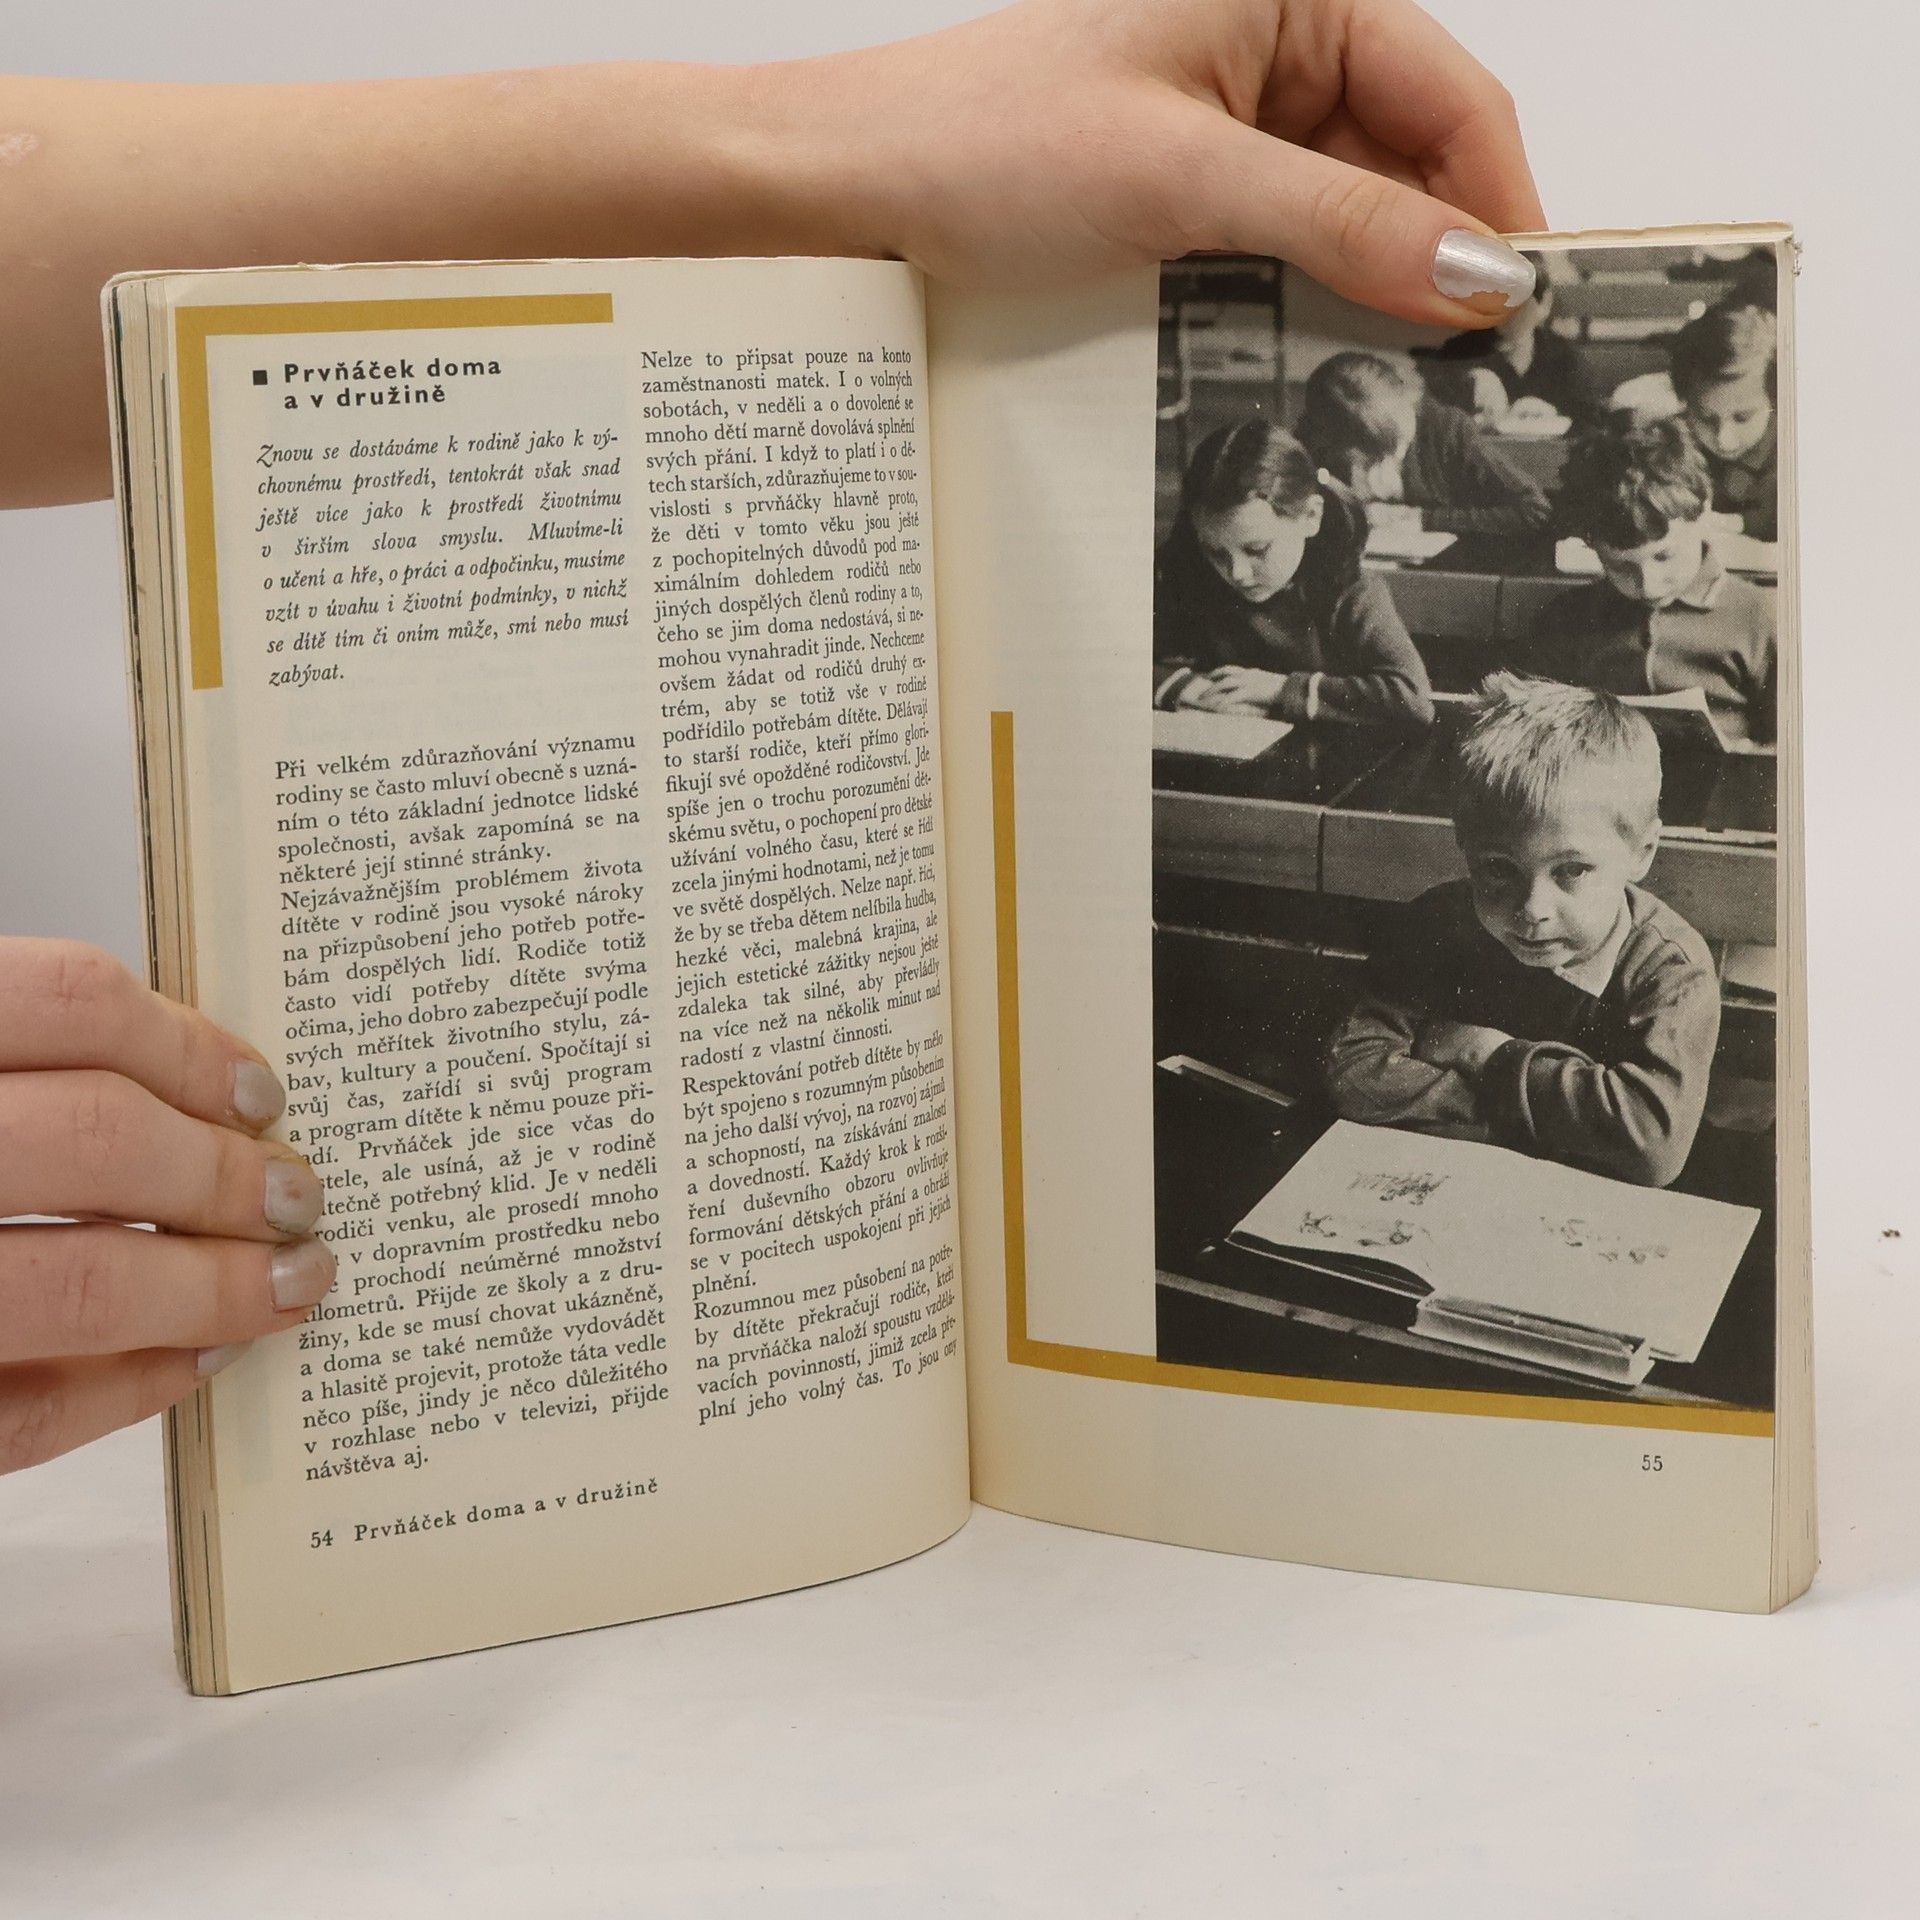 ■ Prvňáček doma
a v družině
Znovu se dostáváme k rodině jako k vý-
chovnému prostředí, tentokrát však snad
ještě více jako k prostředí životnímu
v širším slova smyslu. Mluvíme-li
o učení a hře, o práci a odpočinku, musíme
vzít v úvahu i životní podmínky, v nichž
se dítě tím či oním může, smí nebo musí
zabývat.
Při velkém zdůrazňování významu
rodiny se často mluví obecně s uzná-
ním o této základní jednotce lidské
společnosti, avšak zapomíná se na
některé její stinné stránky.
Nejzávažnějším problémem života
dítěte v rodině jsou vysoké nároky
na přizpůsobení jeho potřeb potře-
bám dospělých lidí. Rodiče totiž
často vidí potřeby dítěte svýma
očima, jeho dobro zabezpečují podle
svých měřítek životního stylu, zá-
bav, kultury a poučení. Spočítají si
svůj čas, zařídí si svůj program
a program dítěte k němu pouze při-
adí. Prvňáček jde sice včas do
stele, ale usíná, až je v rodině
tečně potřebný klid. Je v neděli
rodiči venku, ale prosedí mnoho
v dopravním prostředku nebo
prochodí neúměrné množství
ilometrů. Přijde ze školy a z dru-
žiny, kde se musí chovat ukázněně,
a doma se také nemůže vydovádět
a hlasitě projevit, protože táta vedle
něco píše, jindy je něco důležitého
v rozhlase nebo v televizi, přijde
návštěva aj.
Nelze to připsat pouze na konto
zaměstnanosti matek. I o volných
sobotách, v neděli a o dovolené se
mnoho dětí marně dovolává splnění
svých přání. I když to platí i o dě-
tech starších, zdůrazňujeme to v sou-
vislosti s prvňáčky hlavně proto,
že děti v tomto věku jsou ještě
z pochopitelných důvodů pod ma-
ximálním dohledem rodičů nebo
jiných dospělých členů rodiny a to,
čeho se jim doma nedostává, si ne-
mohou vynahradit jinde. Nechceme
ovšem žádat od rodičů druhý ex-
trém, aby se totiž vše v rodině
podřídilo potřebám dítěte. Dělávají
to starší rodiče, kteří přímo glori-
fikují své opožděné rodičovství. Jde
spíše jen o trochu porozumění dět-
skému světu, o pochopení pro dětské
užívání volného času, které se řídí
zcela jinými hodnotami, než je tomu
ve světě dospělých. Nelze např. říci,
že by se třeba dětem nelíbila hudba,
hezké věci, malebná krajina, ale
jejich estetické zážitky nejsou ještě
zdaleka tak silné, aby převládly
na více než na několik minut nad
radostí z vlastní činnosti.
Respektování potřeb dítěte by mělo
být spojeno s rozumným působením
na jeho další vývoj, na rozvoj zájmů
a schopností, na získávání znalostí
a dovedností. Každý krok k rozší-
ření duševního obzoru ovlivňuje
formování dětských přání a obráží
se v pocitech uspokojení při jejich
plnění.
Rozumnou mez působení na potře-
by dítěte překračují rodiče, kteří
na prvňáčka naloží spoustu vzdělá-
vacích povinností, jimiž zcela pře-
plní jeho volný čas. To jsou ony
54 Prvňáček doma a v družině
55